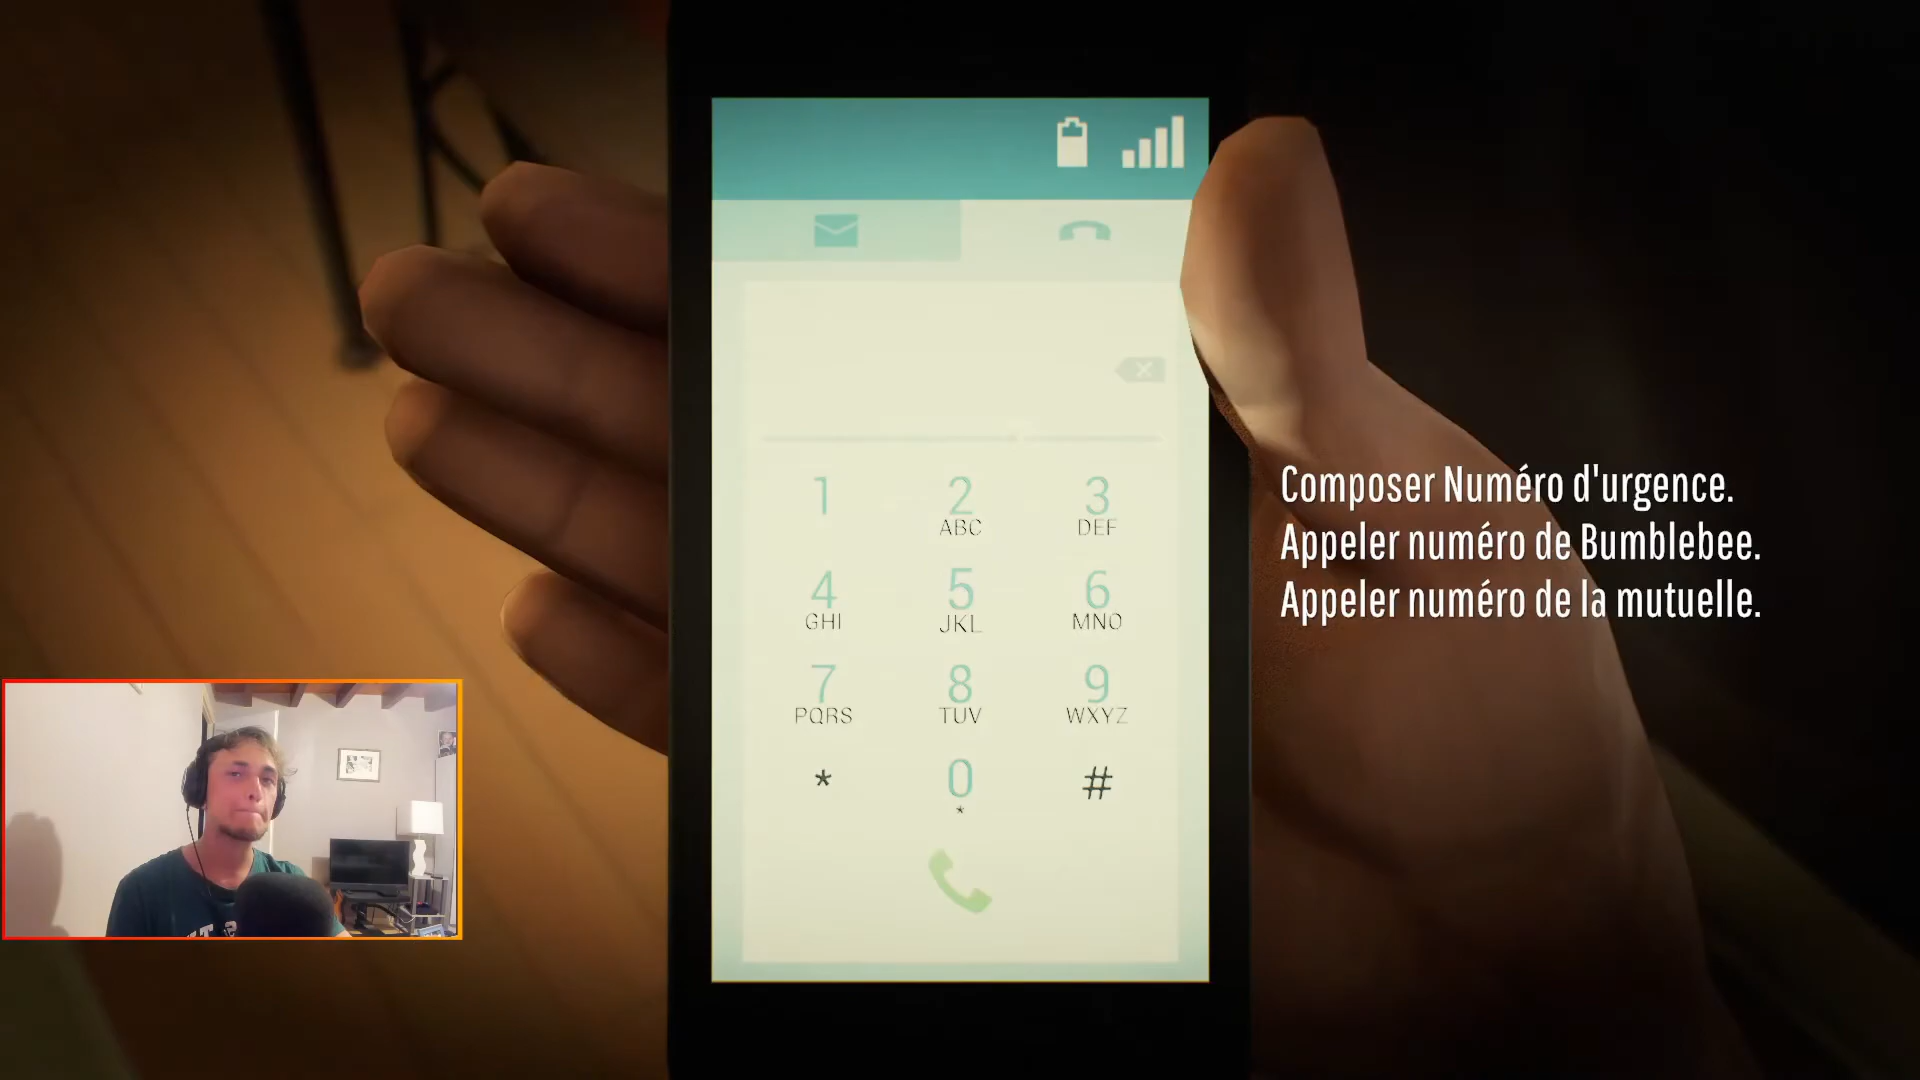 1 2 3
ABC DEF
4 5 6
GHI JKL MNO
7 8 9
PQRS TUV WXYZ
* 0 #
*
Composer Numéro d'urgence.
Appeler numéro de Bumblebee.
Appeler numéro de la mutuelle.